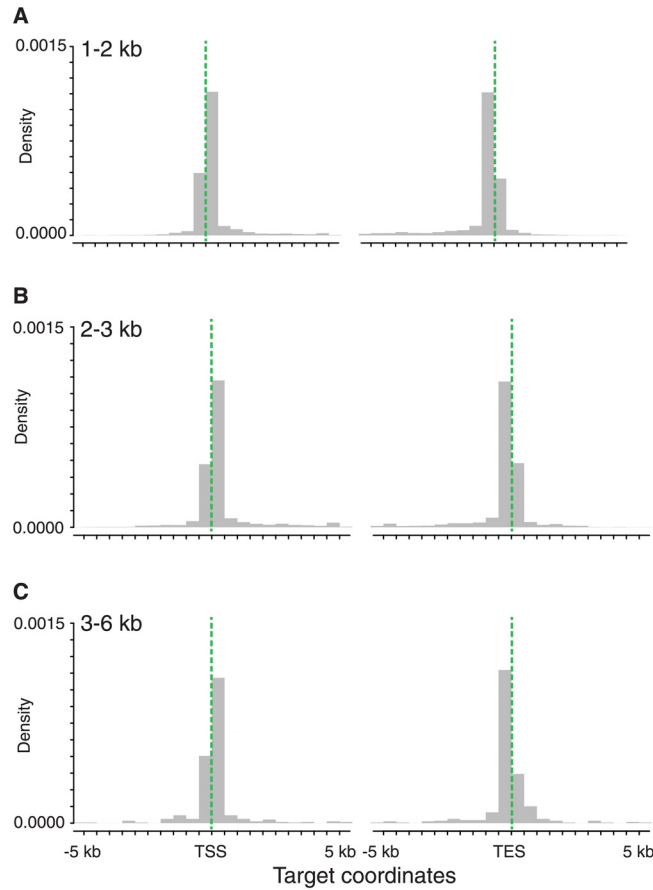 A
0.0015
1-2 kb
Density
0.0000
B
0.0015
2-3 kb
Density
0.0000
C
0.0015
3-6 kb
Density
0.0000
-5 kb TSS 5 kb -5 kb TES 5 kb
Target coordinates